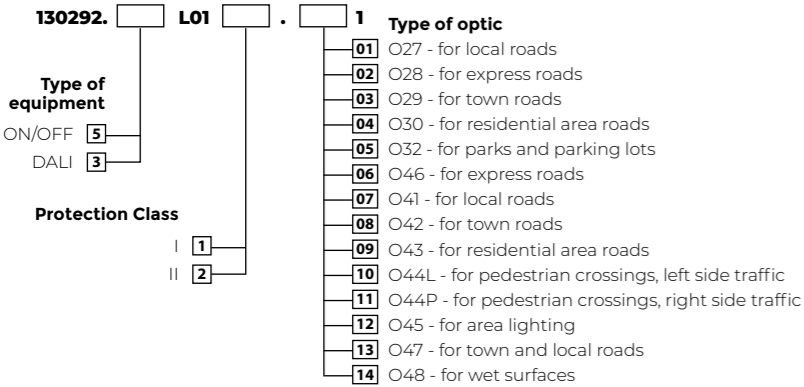 130292. L01 . 1
Type of optic
01 O27 - for local roads
02 O28 - for express roads
03 O29 - for town roads
04 O30 - for residential area roads
05 O32 - for parks and parking lots
06 O46 - for express roads
07 O41 - for local roads
08 O42 - for town roads
09 O43 - for residential area roads
10 O44L - for pedestrian crossings, left side traffic
11 O44P - for pedestrian crossings, right side traffic
12 O45 - for area lighting
13 O47 - for town and local roads
14 O48 - for wet surfaces
Type of
equipment
ON/OFF 5
DALI 3
Protection Class
I 1
II 2